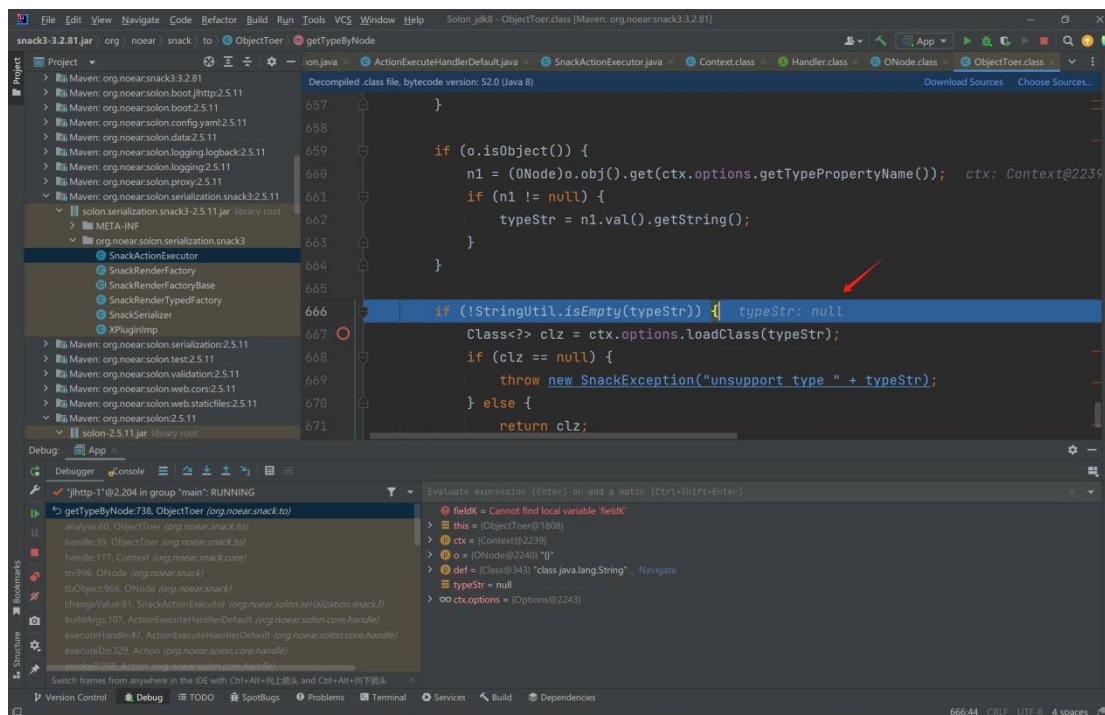 File Edit View Navigate Code Refactor Build Run Tools VCS Window Help Solon_jdk8 - ObjectToer.class [Maven: org.noear:snack3:3.2.81]
snack3-3.2.81.jar org noear snack to ObjectToer getTypeByNode App
Project ion.java ActionExecuteHandlerDefault.java SnackActionExecutor.java Context.class Handler.class ONode.class ObjectToer.class
Maven: org.noear:snack3:3.2.81
Maven: org.noear:solon.boot.jlhttp:2.5.11
Maven: org.noear:solon.boot:2.5.11
Maven: org.noear:solon.config.yaml:2.5.11
Maven: org.noear:solon.data:2.5.11
Maven: org.noear:solon.logging.logback:2.5.11
Maven: org.noear:solon.logging:2.5.11
Maven: org.noear:solon.proxy:2.5.11
Maven: org.noear:solon.serialization.snack3:2.5.11
solon.serialization.snack3-2.5.11.jar library root
META-INF
org.noear.solon.serialization.snack3
SnackActionExecutor
SnackRenderFactory
SnackRenderFactoryBase
SnackRenderTypedFactory
SnackSerializer
XPluginImp
Maven: org.noear:solon.serialization:2.5.11
Maven: org.noear:solon.test:2.5.11
Maven: org.noear:solon.validation:2.5.11
Maven: org.noear:solon.web.cors:2.5.11
Maven: org.noear:solon.web.staticfiles:2.5.11
Maven: org.noear:solon:2.5.11
solon-2.5.11.jar library root
Decompiled .class file, bytecode version: 52.0 (Java 8) Download Sources Choose Sources...
657 }
658
659 if (o.isObject()) {
660 n1 = (ONode)o.obj().get(ctx.options.getTypePropertyName()); ctx: Context@2239
661 if (n1 != null) {
662 typeStr = n1.val().getString();
663 }
664 }
665
666 if (!StringUtil.isEmpty(typeStr)) { typeStr: null
667 Class<?> clz = ctx.options.loadClass(typeStr);
668 if (clz == null) {
669 throw new SnackException("unsupport type " + typeStr);
670 } else {
671 return clz;
Debug: App
Debugger Console
"jlhttp-1"@2,204 in group "main": RUNNING
getTypeByNode:738, ObjectToer (org.noear.snack.to)
analyse:60, ObjectToer (org.noear.snack.to)
handle:39, ObjectToer (org.noear.snack.to)
handle:117, Context (org.noear.snack.core)
to:996, ONode (org.noear.snack)
toObject:966, ONode (org.noear.snack)
changeValue:81, SnackActionExecutor (org.noear.solon.serialization.snack3)
buildArgs:107, ActionExecuteHandlerDefault (org.noear.solon.core.handle)
executeHandle:47, ActionExecuteHandlerDefault (org.noear.solon.core.handle)
executeDo:329, Action (org.noear.solon.core.handle)
invoke0:266, Action (org.noear.solon.core.handle)
Switch frames from anywhere in the IDE with Ctrl+Alt+向上箭头 and Ctrl+Alt+向下箭头
Evaluate expression (Enter) or add a watch (Ctrl+Shift+Enter)
fieldK = Cannot find local variable 'fieldK'
this = {ObjectToer@1808}
ctx = {Context@2239}
o = {ONode@2240} "{}"
def = {Class@343} "class java.lang.String"... Navigate
typeStr = null
ctx.options = {Options@2243}
Bookmarks
Structure
Version Control Debug TODO SpotBugs Problems Terminal Services Build Dependencies
666:44 CRLF UTF-8 4 spaces